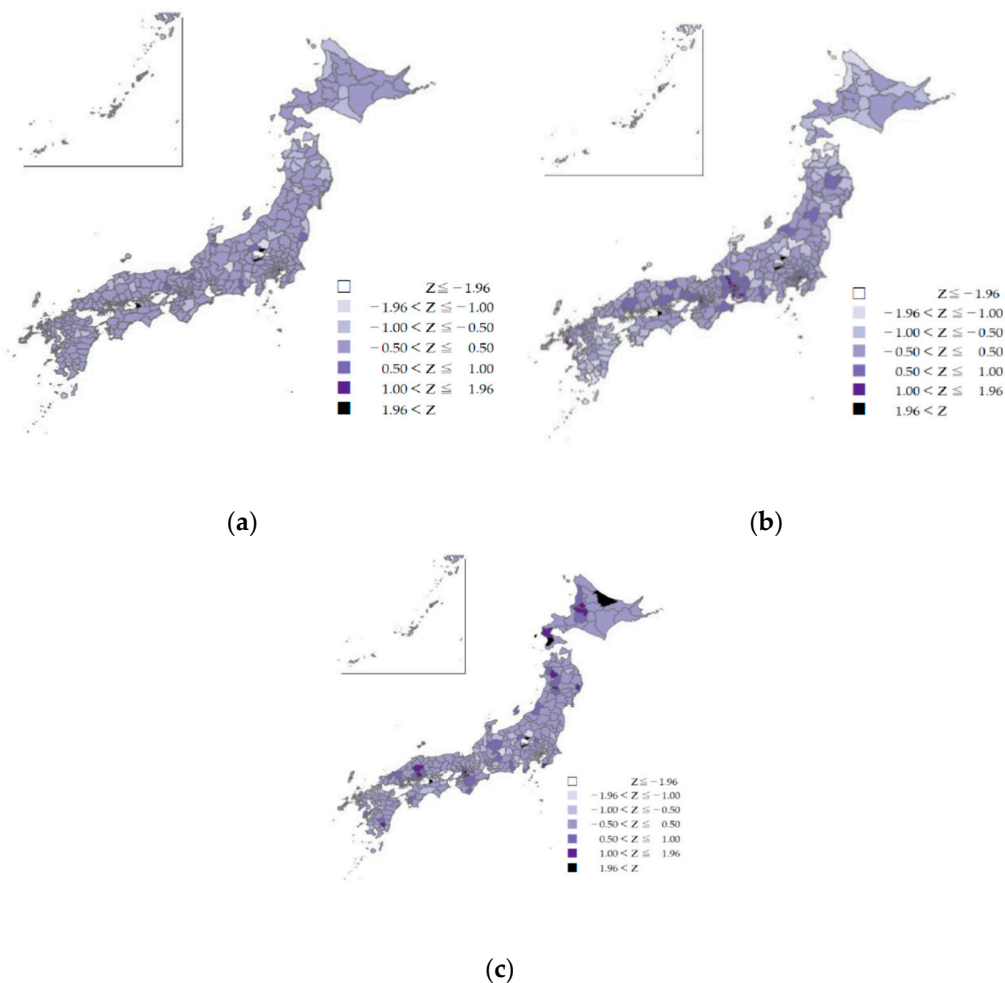 Z ≦ −1.96
−1.96 < Z ≦ −1.00
−1.00 < Z ≦ −0.50
−0.50 < Z ≦ 0.50
0.50 < Z ≦ 1.00
1.00 < Z ≦ 1.96
1.96 < Z
(a)
Z ≦ −1.96
−1.96 < Z ≦ −1.00
−1.00 < Z ≦ −0.50
−0.50 < Z ≦ 0.50
0.50 < Z ≦ 1.00
1.00 < Z ≦ 1.96
1.96 < Z
(b)
Z ≦ −1.96
−1.96 < Z ≦ −1.00
−1.00 < Z ≦ −0.50
−0.50 < Z ≦ 0.50
0.50 < Z ≦ 1.00
1.00 < Z ≦ 1.96
1.96 < Z
(c)